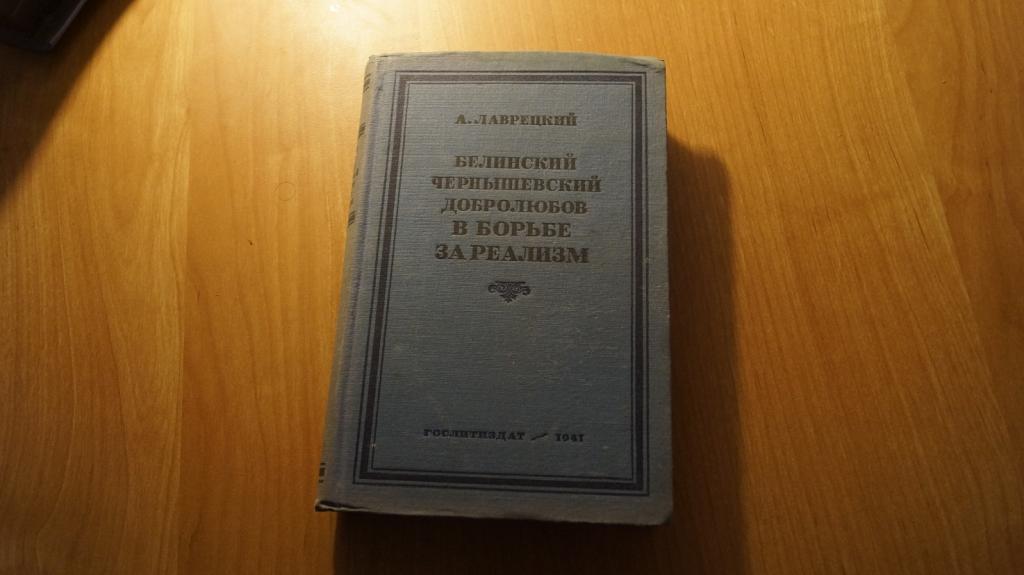 А. ЛАВРЕЦКИЙ
БЕЛИНСКИЙ
ЧЕРНЫШЕВСКИЙ
ДОБРОЛЮБОВ
В БОРЬБЕ
ЗА РЕАЛИЗМ
ГОСЛИТИЗДАТ — 1941